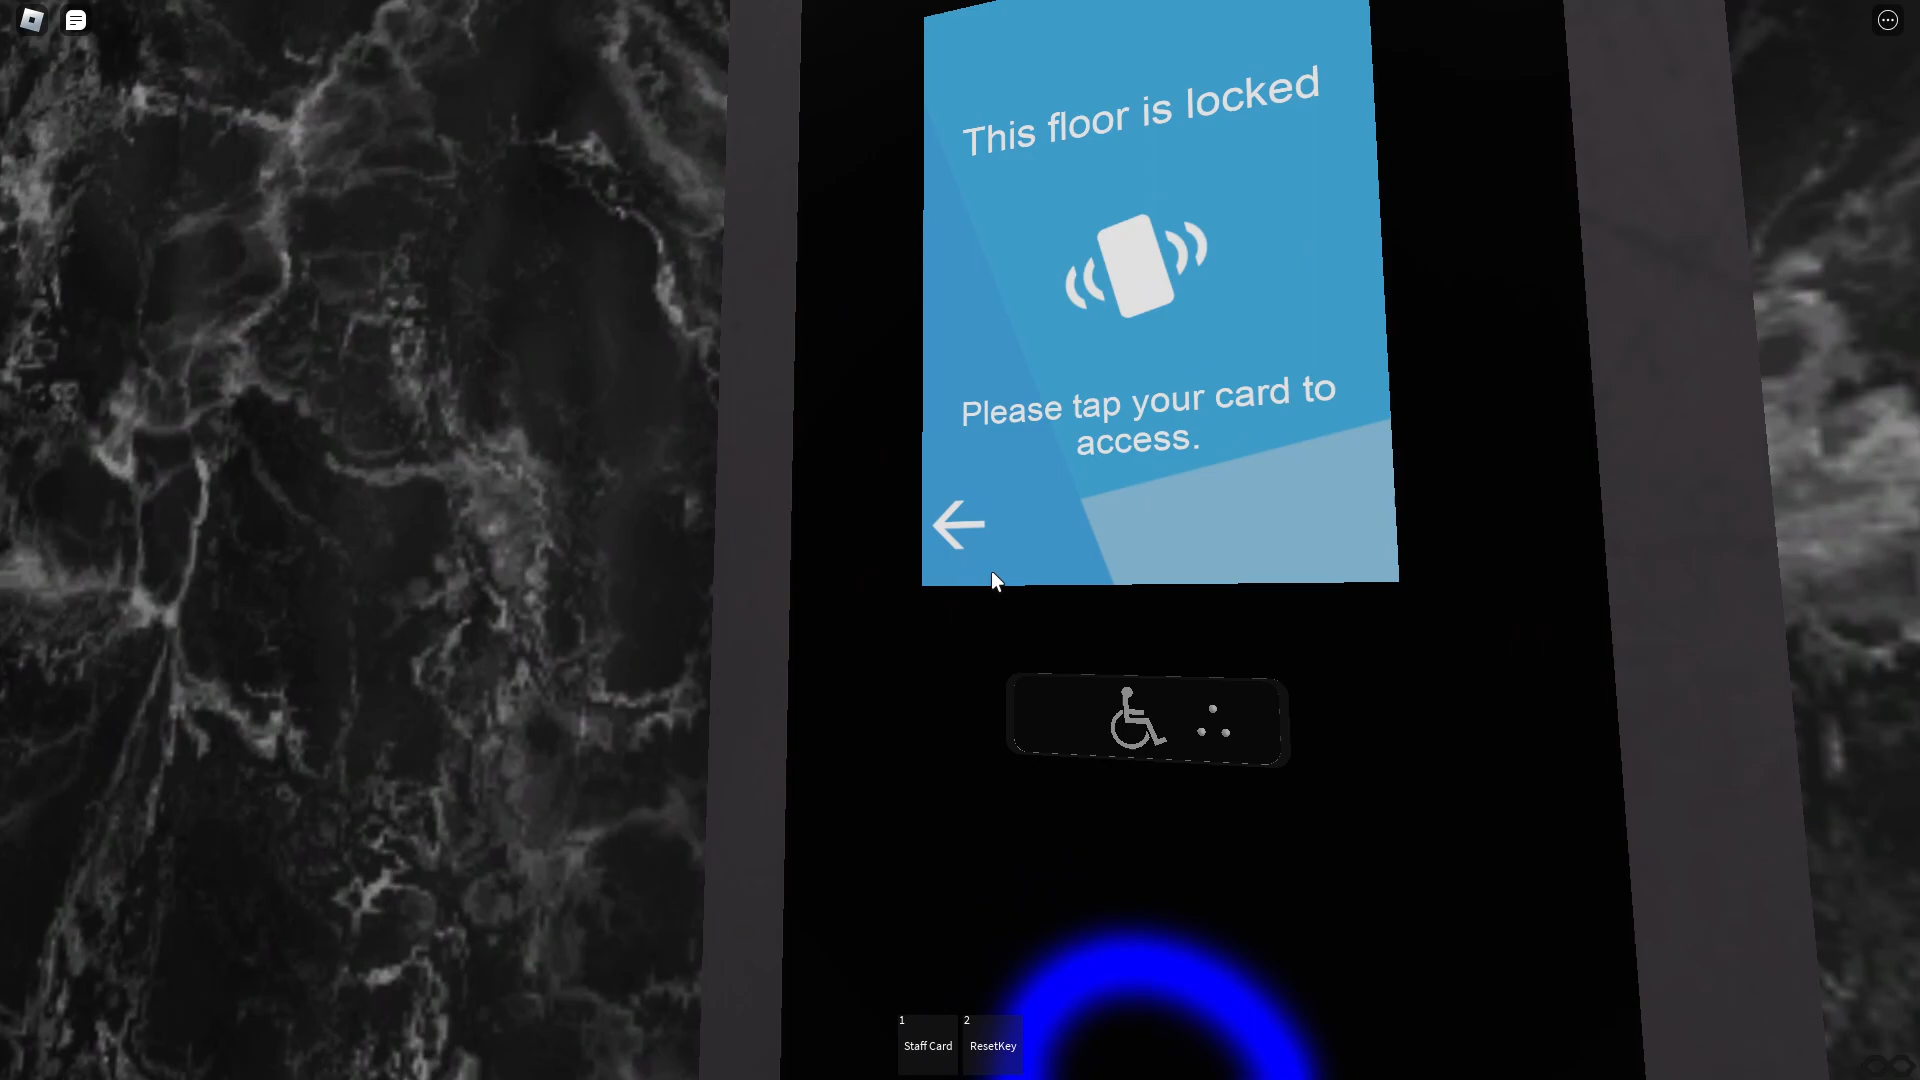 This floor is locked
Please tap your card to
access.
1
2
Staff Card
ResetKey